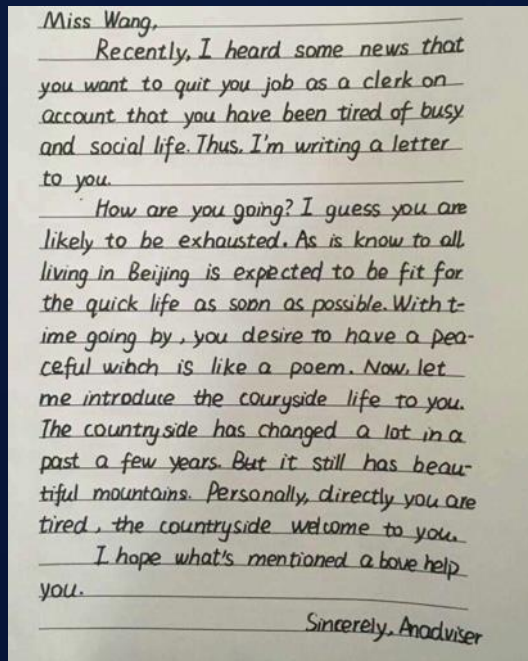 Miss Wang,
Recently, I heard some news that
you want to quit you job as a clerk on
account that you have been tired of busy
and social life. Thus, I'm writing a letter
to you.
How are you going? I guess you are
likely to be exhausted. As is know to all
living in Beijing is expected to be fit for
the quick life as soon as possible. With t-
ime going by, you desire to have a pea-
ceful wibch is like a poem. Now, let
me introduce the couryside life to you.
The countryside has changed a lot in a
past a few years. But it still has beau-
tiful mountains. Personally, directly you are
tired, the countryside welcome to you.
I hope what's mentioned a bove help
you.
Sincerely, Anadviser